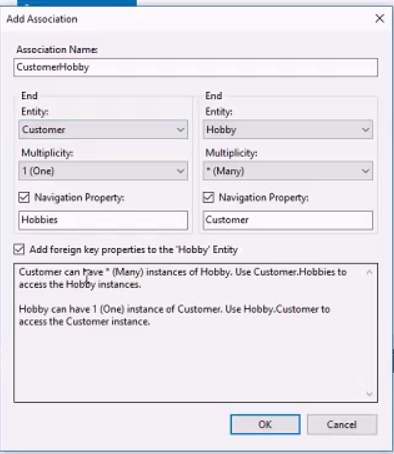 Add Association
Association Name:
CustomerHobby
End
End
Entity:
Entity:
Customer
Hobby
Multiplicity:
Multiplicity:
1 (One)
* (Many)
Navigation Property:
Navigation Property:
Hobbies
Customer
Add foreign key properties to the 'Hobby' Entity
Customer can have * (Many) instances of Hobby. Use Customer.Hobbies to
access the Hobby instances.
Hobby can have 1 (One) instance of Customer. Use Hobby.Customer to
access the Customer instance.
OK
Cancel